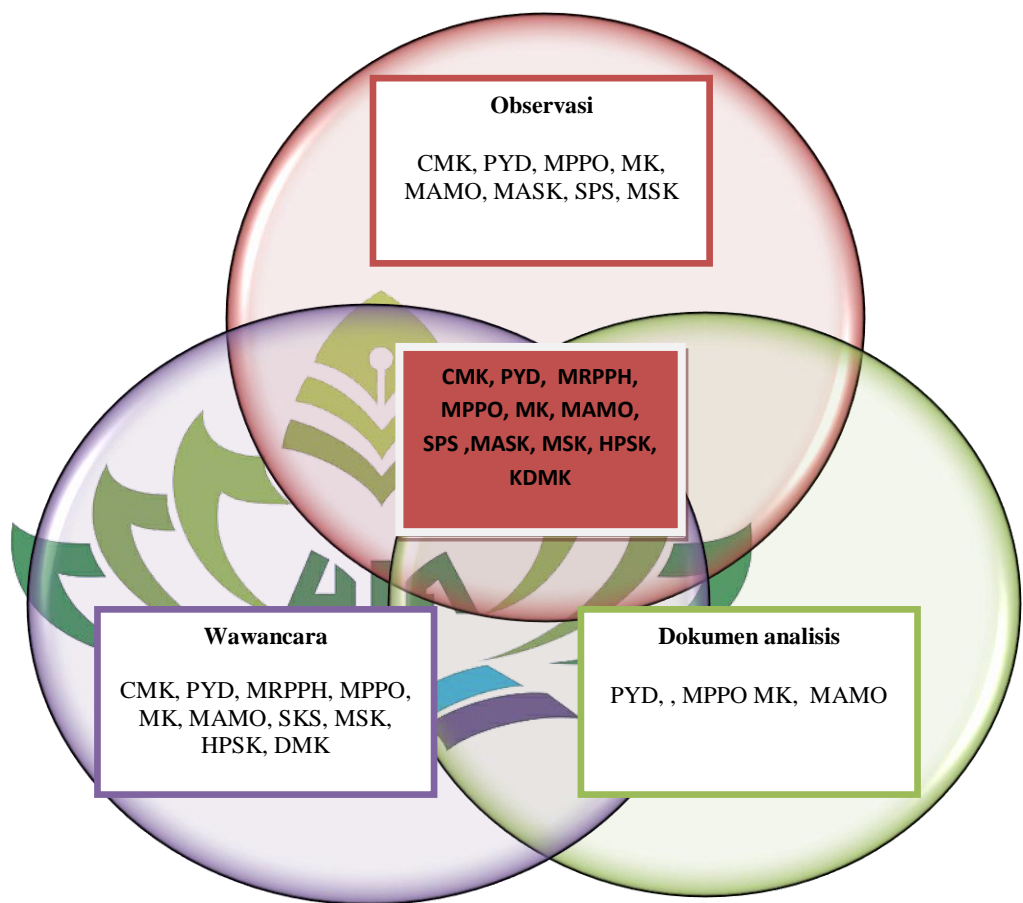 Observasi
CMK, PYD, MPPO, MK,
MAMO, MASK, SPS, MSK
CMK, PYD, MRPPH,
MPPO, MK, MAMO,
SPS ,MASK, MSK, HPSK,
KDMK
Wawancara
CMK, PYD, MRPPH, MPPO,
MK, MAMO, SKS, MSK,
HPSK, DMK
Dokumen analisis
PYD, , MPPO MK, MAMO